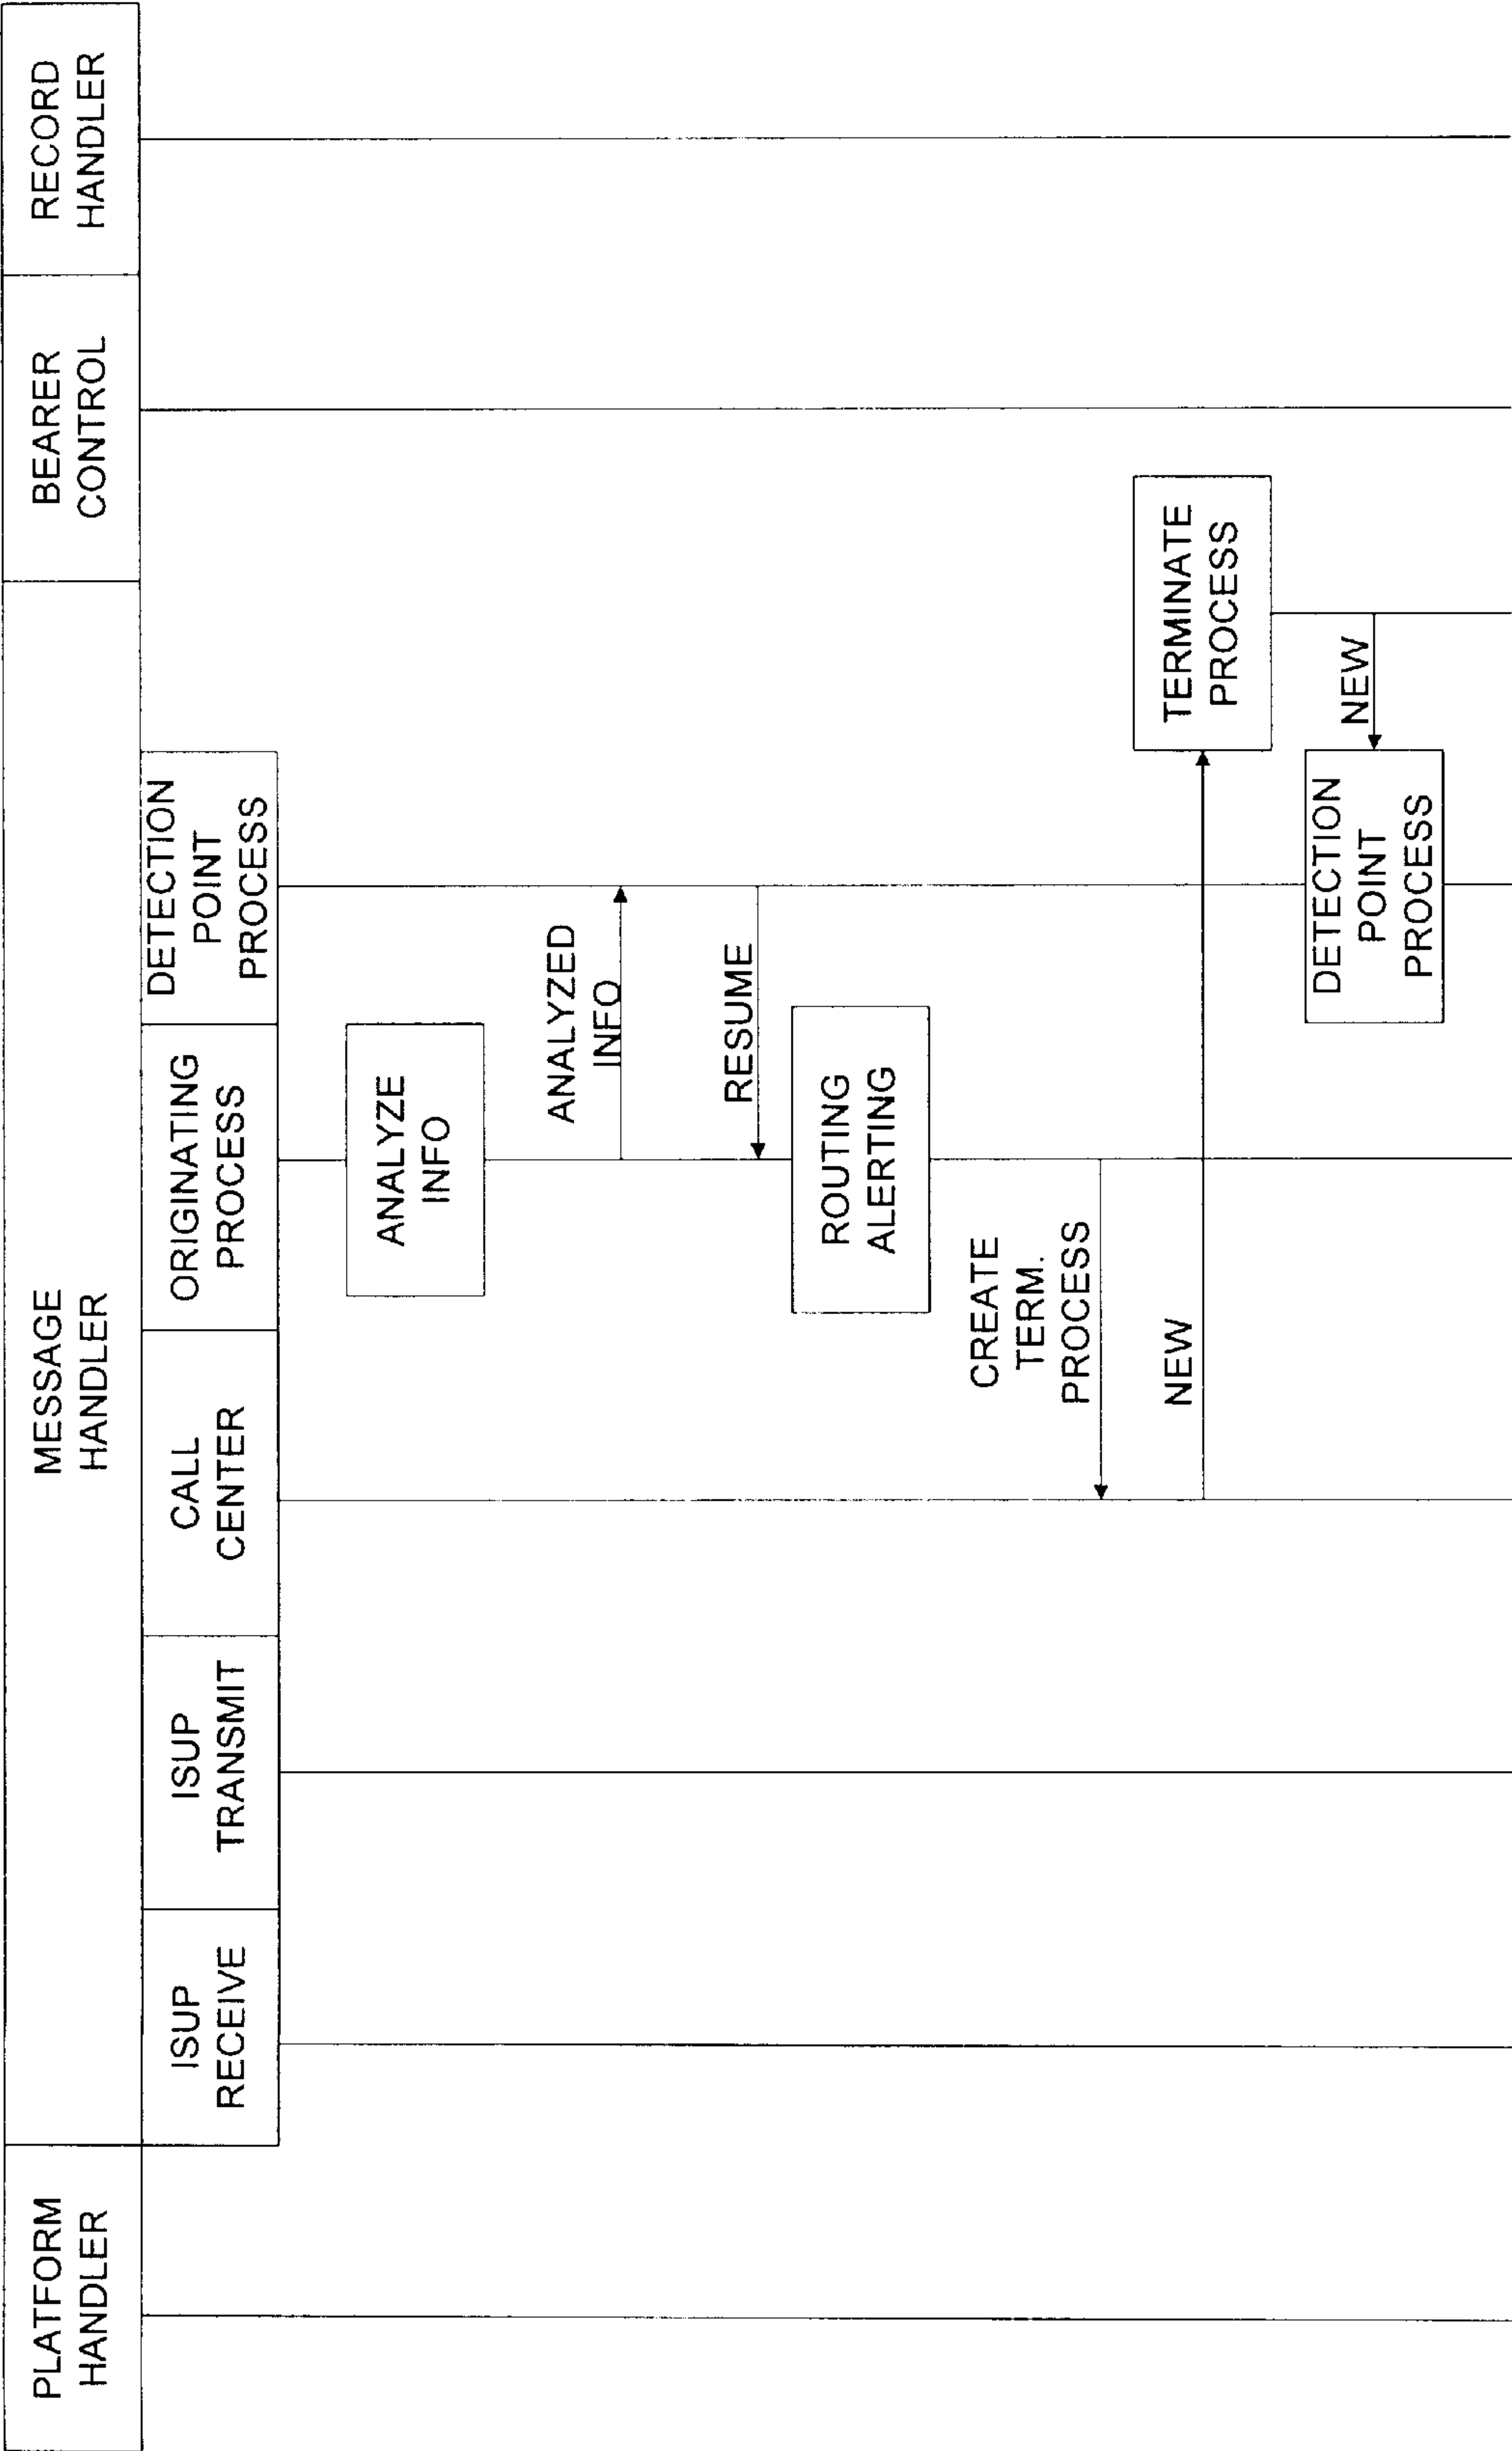 PLATFORM
HANDLER
MESSAGE
HANDLER
BEARER
CONTROL
RECORD
HANDLER
ISUP
RECEIVE
ISUP
TRANSMIT
CALL
CENTER
ORIGINATING
PROCESS
DETECTION
POINT
PROCESS
ANALYZE
INFO
ANALYZED
INFO
RESUME
ROUTING
ALERTING
CREATE
TERM.
PROCESS
NEW
TERMINATE
PROCESS
NEW
DETECTION
POINT
PROCESS